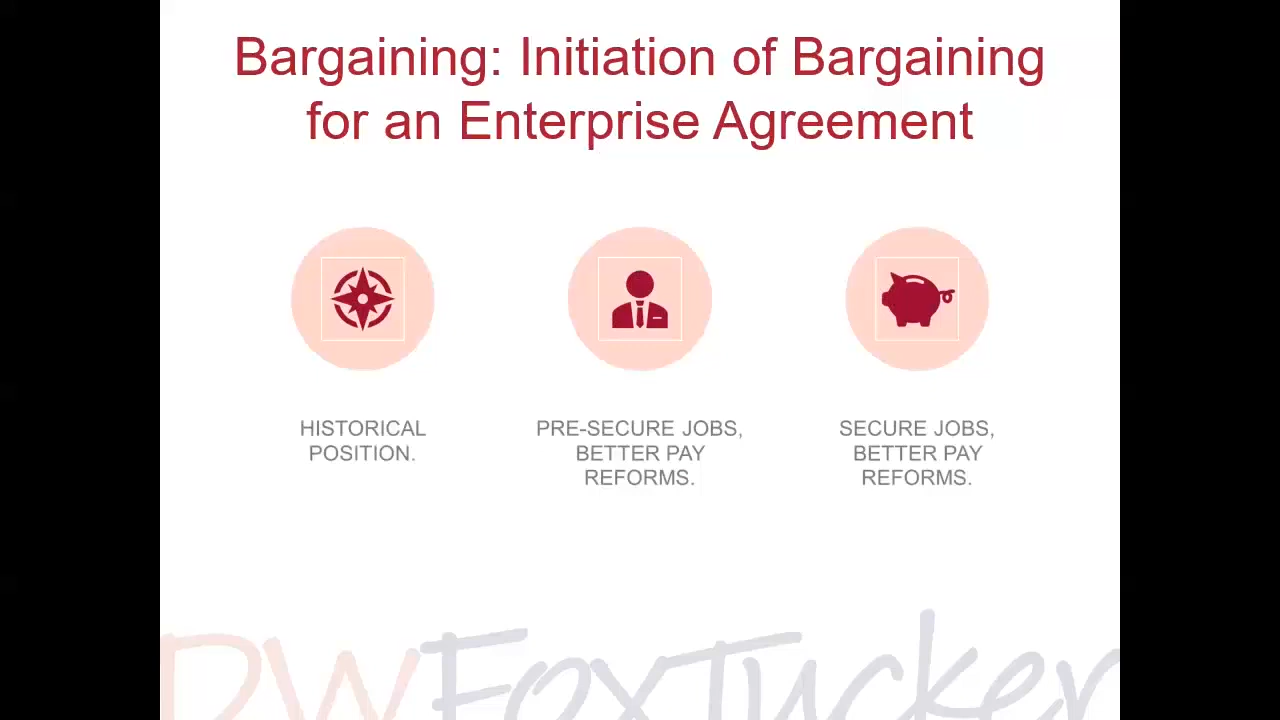 Bargaining: Initiation of Bargaining
for an Enterprise Agreement
HISTORICAL
POSITION.
PRE-SECURE JOBS,
BETTER PAY
REFORMS.
SECURE JOBS,
BETTER PAY
REFORMS.
DWFoxTucker